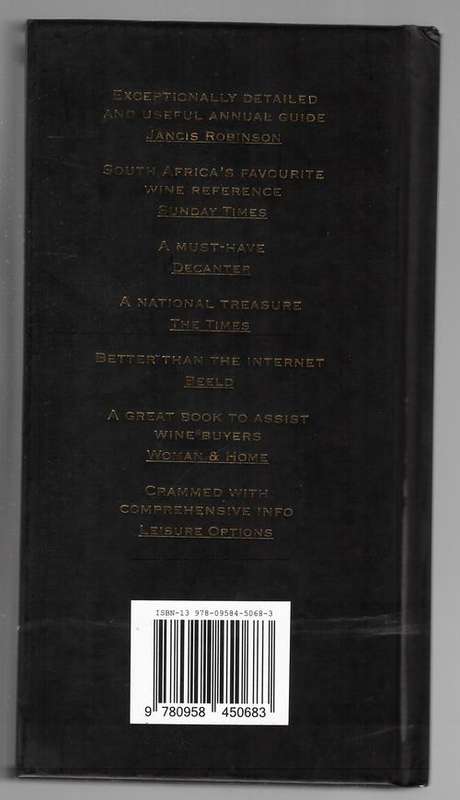 Exceptionally detailed
and useful annual guide
Jancis Robinson
South Africa's favourite
wine reference
Sunday Times
A must-have
Decanter
A national treasure
The Times
Better than the internet
Beeld
A great book to assist
wine buyers
Woman & Home
Crammed with
comprehensive info
Leisure Options
ISBN-13 978-09584-5068-3
9 780958 450683